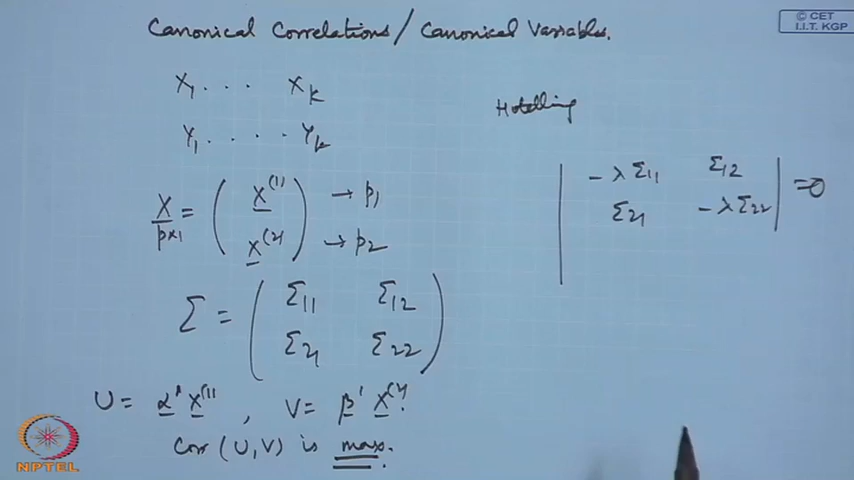 Canonical Correlations / Canonical Variables.
© CET
I.I.T. KGP
X1 . . . Xk
Y1 . . . . Yk
Hotelling
X p×1 = ( X(1) → p1
X(2) → p2 )
| -λΣ11 Σ12 | = 0
| Σ21 -λΣ22 |
Σ = ( Σ11 Σ12
Σ21 Σ22 )
U = α' X(1) , V = β' X(2).
Corr (U, V) is max.
NPTEL